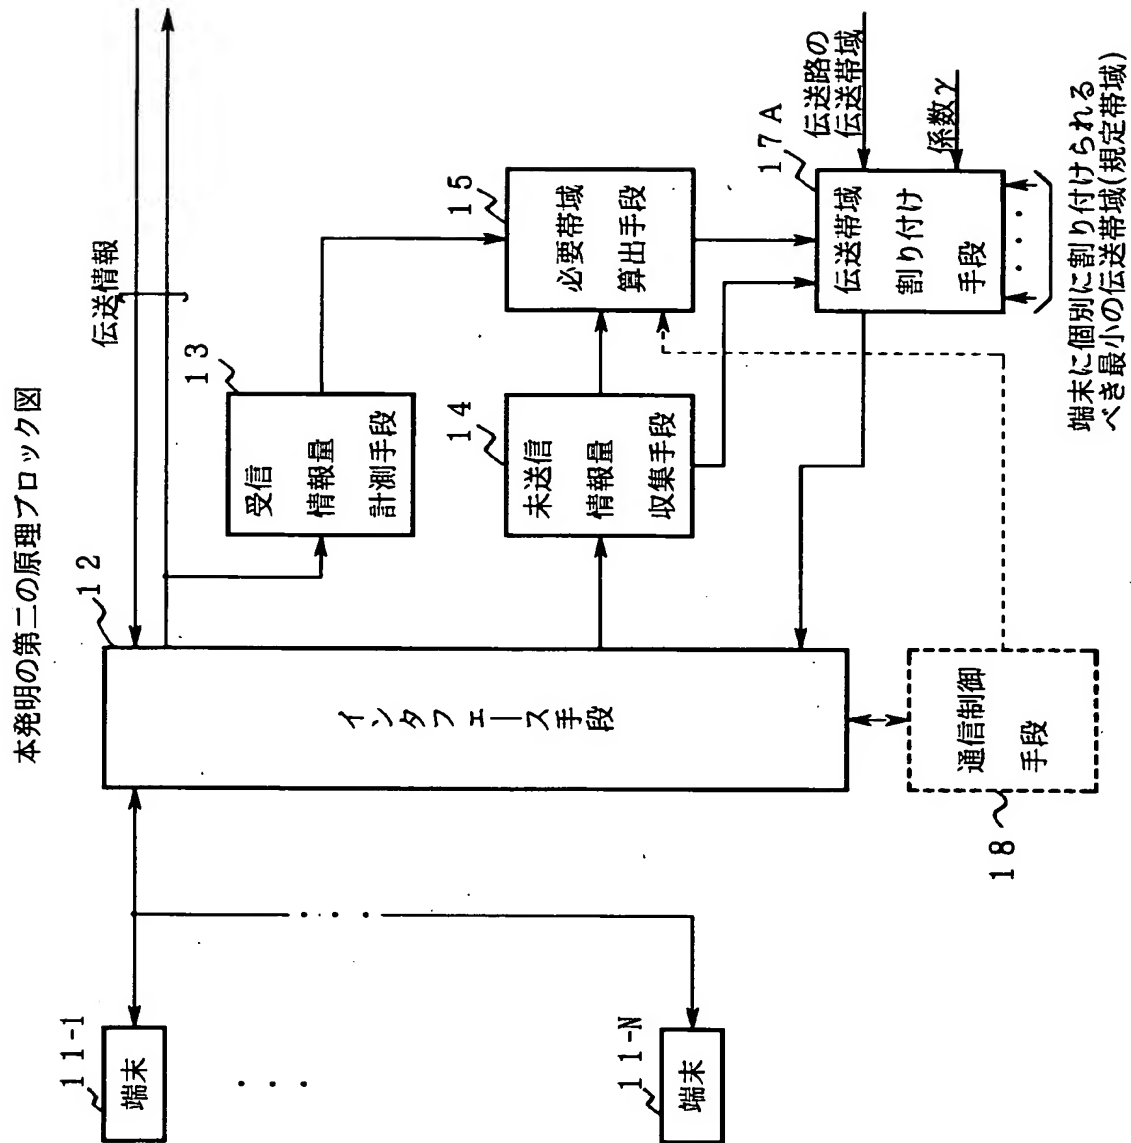 本発明の第二の原理ブロック図
伝送情報
12
インタフェース手段
11-1
端末
・・・
11-N
端末
・・・
13
受信
情報量
計測手段
14
未送信
情報量
収集手段
15
必要帯域
算出手段
17A
伝送帯域
割り付け
手段
伝送路の
伝送帯域
係数γ
・・・
端末に個別に割り付けられる
べき最小の伝送帯域(規定帯域)
18
通信制御
手段